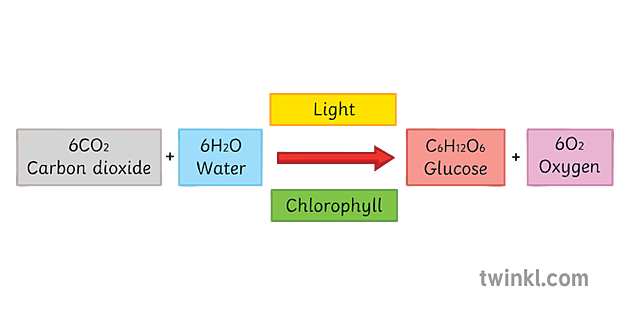 Light
6CO₂
Carbon dioxide
+
6H₂O
Water
C₆H₁₂O₆
Glucose
+
6O₂
Oxygen
Chlorophyll
twinkl.com